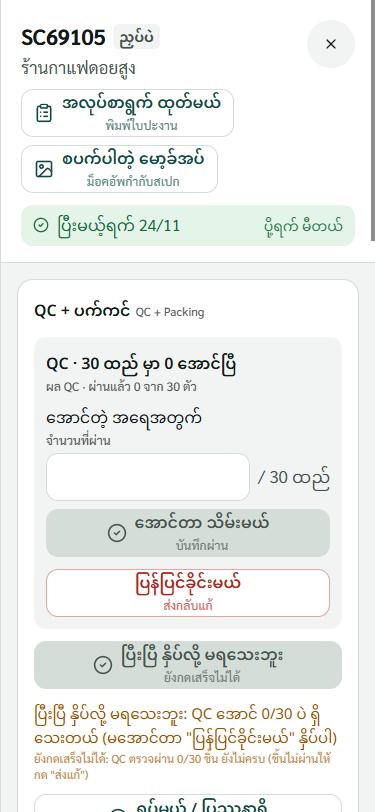 SC69105 ညှပ်ပဲ
ร้านกาแฟดอยสูง
အလုပ်စာရွက် ထုတ်မယ်
พิมพ์ใบปะงาน
စပက်ပါတဲ့ မော့ခ်အပ်
ม็อคอัพกำกับสเปก
ပြီးမယ့်ရက် 24/11 ပို့ရက် မီတယ်
QC + ပက်ကင် QC + Packing
QC · 30 ထည် မှာ 0 အောင်ပြီ
ผล QC · ผ่านแล้ว 0 จาก 30 ตัว
အောင်တဲ့ အရေအတွက်
จำนวนที่ผ่าน
/ 30 ထည်
အောင်တာ သိမ်းမယ်
บันทึกผ่าน
ပြန်ပြင်ခိုင်းမယ်
ส่งกลับแก้
ပြီးပြီ နှိပ်လို့ မရသေးဘူး
ยังกดเสร็จไม่ได้
ပြီးပြီ နှိပ်လို့ မရသေးဘူး: QC အောင် 0/30 ပဲ ရှိ
သေးတယ် (မအောင်တာ "ပြန်ပြင်ခိုင်းမယ်" နှိပ်ပါ)
ยังกดเสร็จไม่ได้: QC ตรวจผ่าน 0/30 ชิ้น ยังไม่ครบ (ชิ้นไม่ผ่านให้
กด "ส่งแก้")
ရပ်မယ် / ပြဿနာရှိ